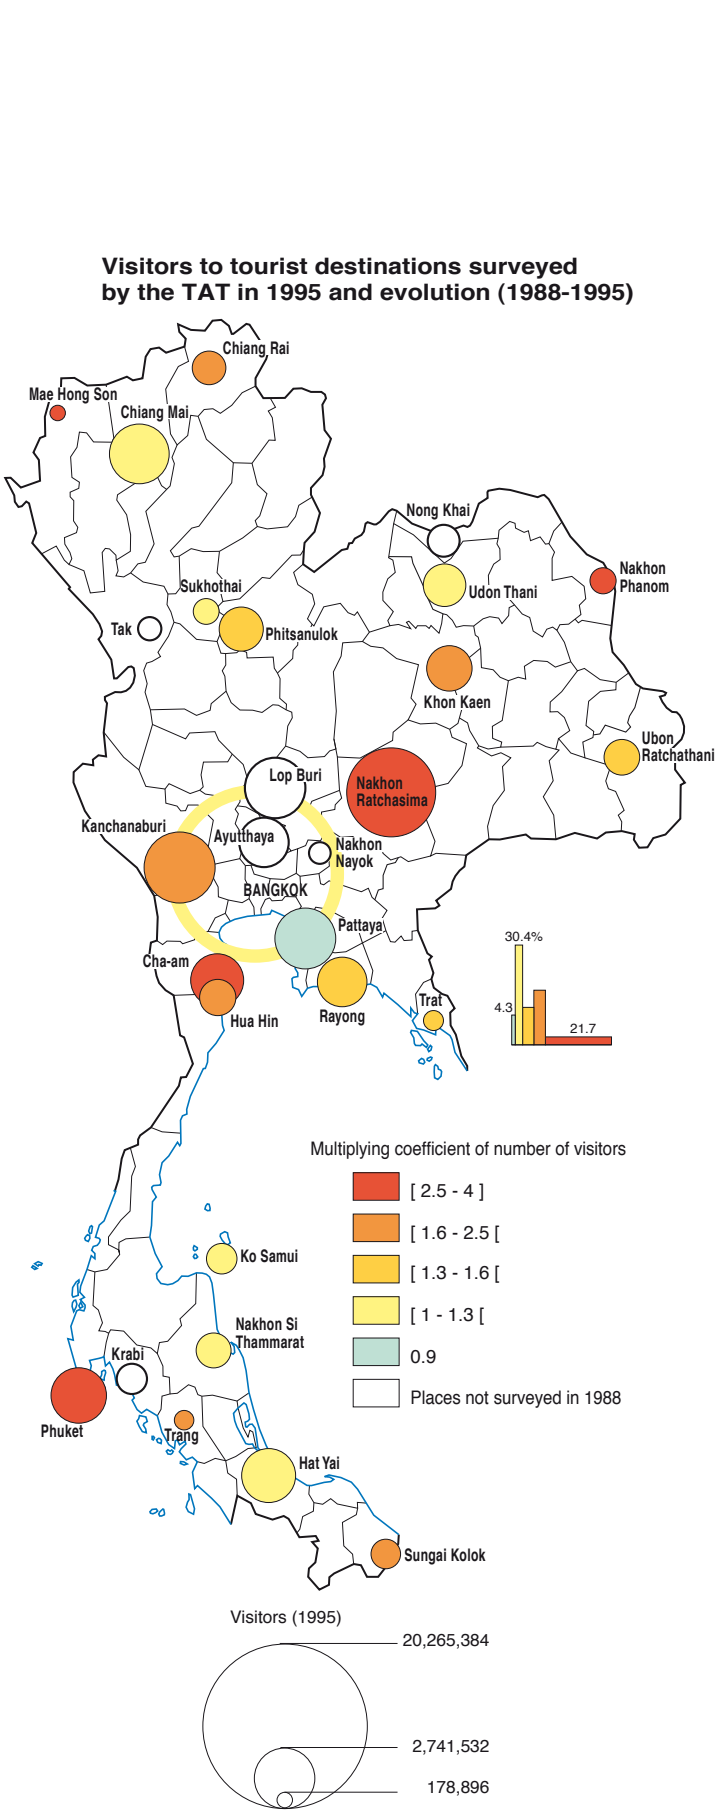 Visitors to tourist destinations surveyed
by the TAT in 1995 and evolution (1988-1995)
Chiang Rai
Mae Hong Son
Chiang Mai
Nong Khai
Nakhon
Phanom
Sukhothai
Udon Thani
Tak
Phitsanulok
Khon Kaen
Ubon
Ratchathani
Lop Buri
Nakhon
Ratchasima
Kanchanaburi
Ayutthaya
Nakhon
Nayok
BANGKOK
Pattaya
Cha-am
Rayong
Trat
Hua Hin
30.4%
4.3
21.7
Multiplying coefficient of number of visitors
[ 2.5 - 4 ]
[ 1.6 - 2.5 [
[ 1.3 - 1.6 [
[ 1 - 1.3 [
0.9
Places not surveyed in 1988
Ko Samui
Nakhon Si
Thammarat
Krabi
Phuket
Trang
Hat Yai
Sungai Kolok
Visitors (1995)
20,265,384
2,741,532
178,896